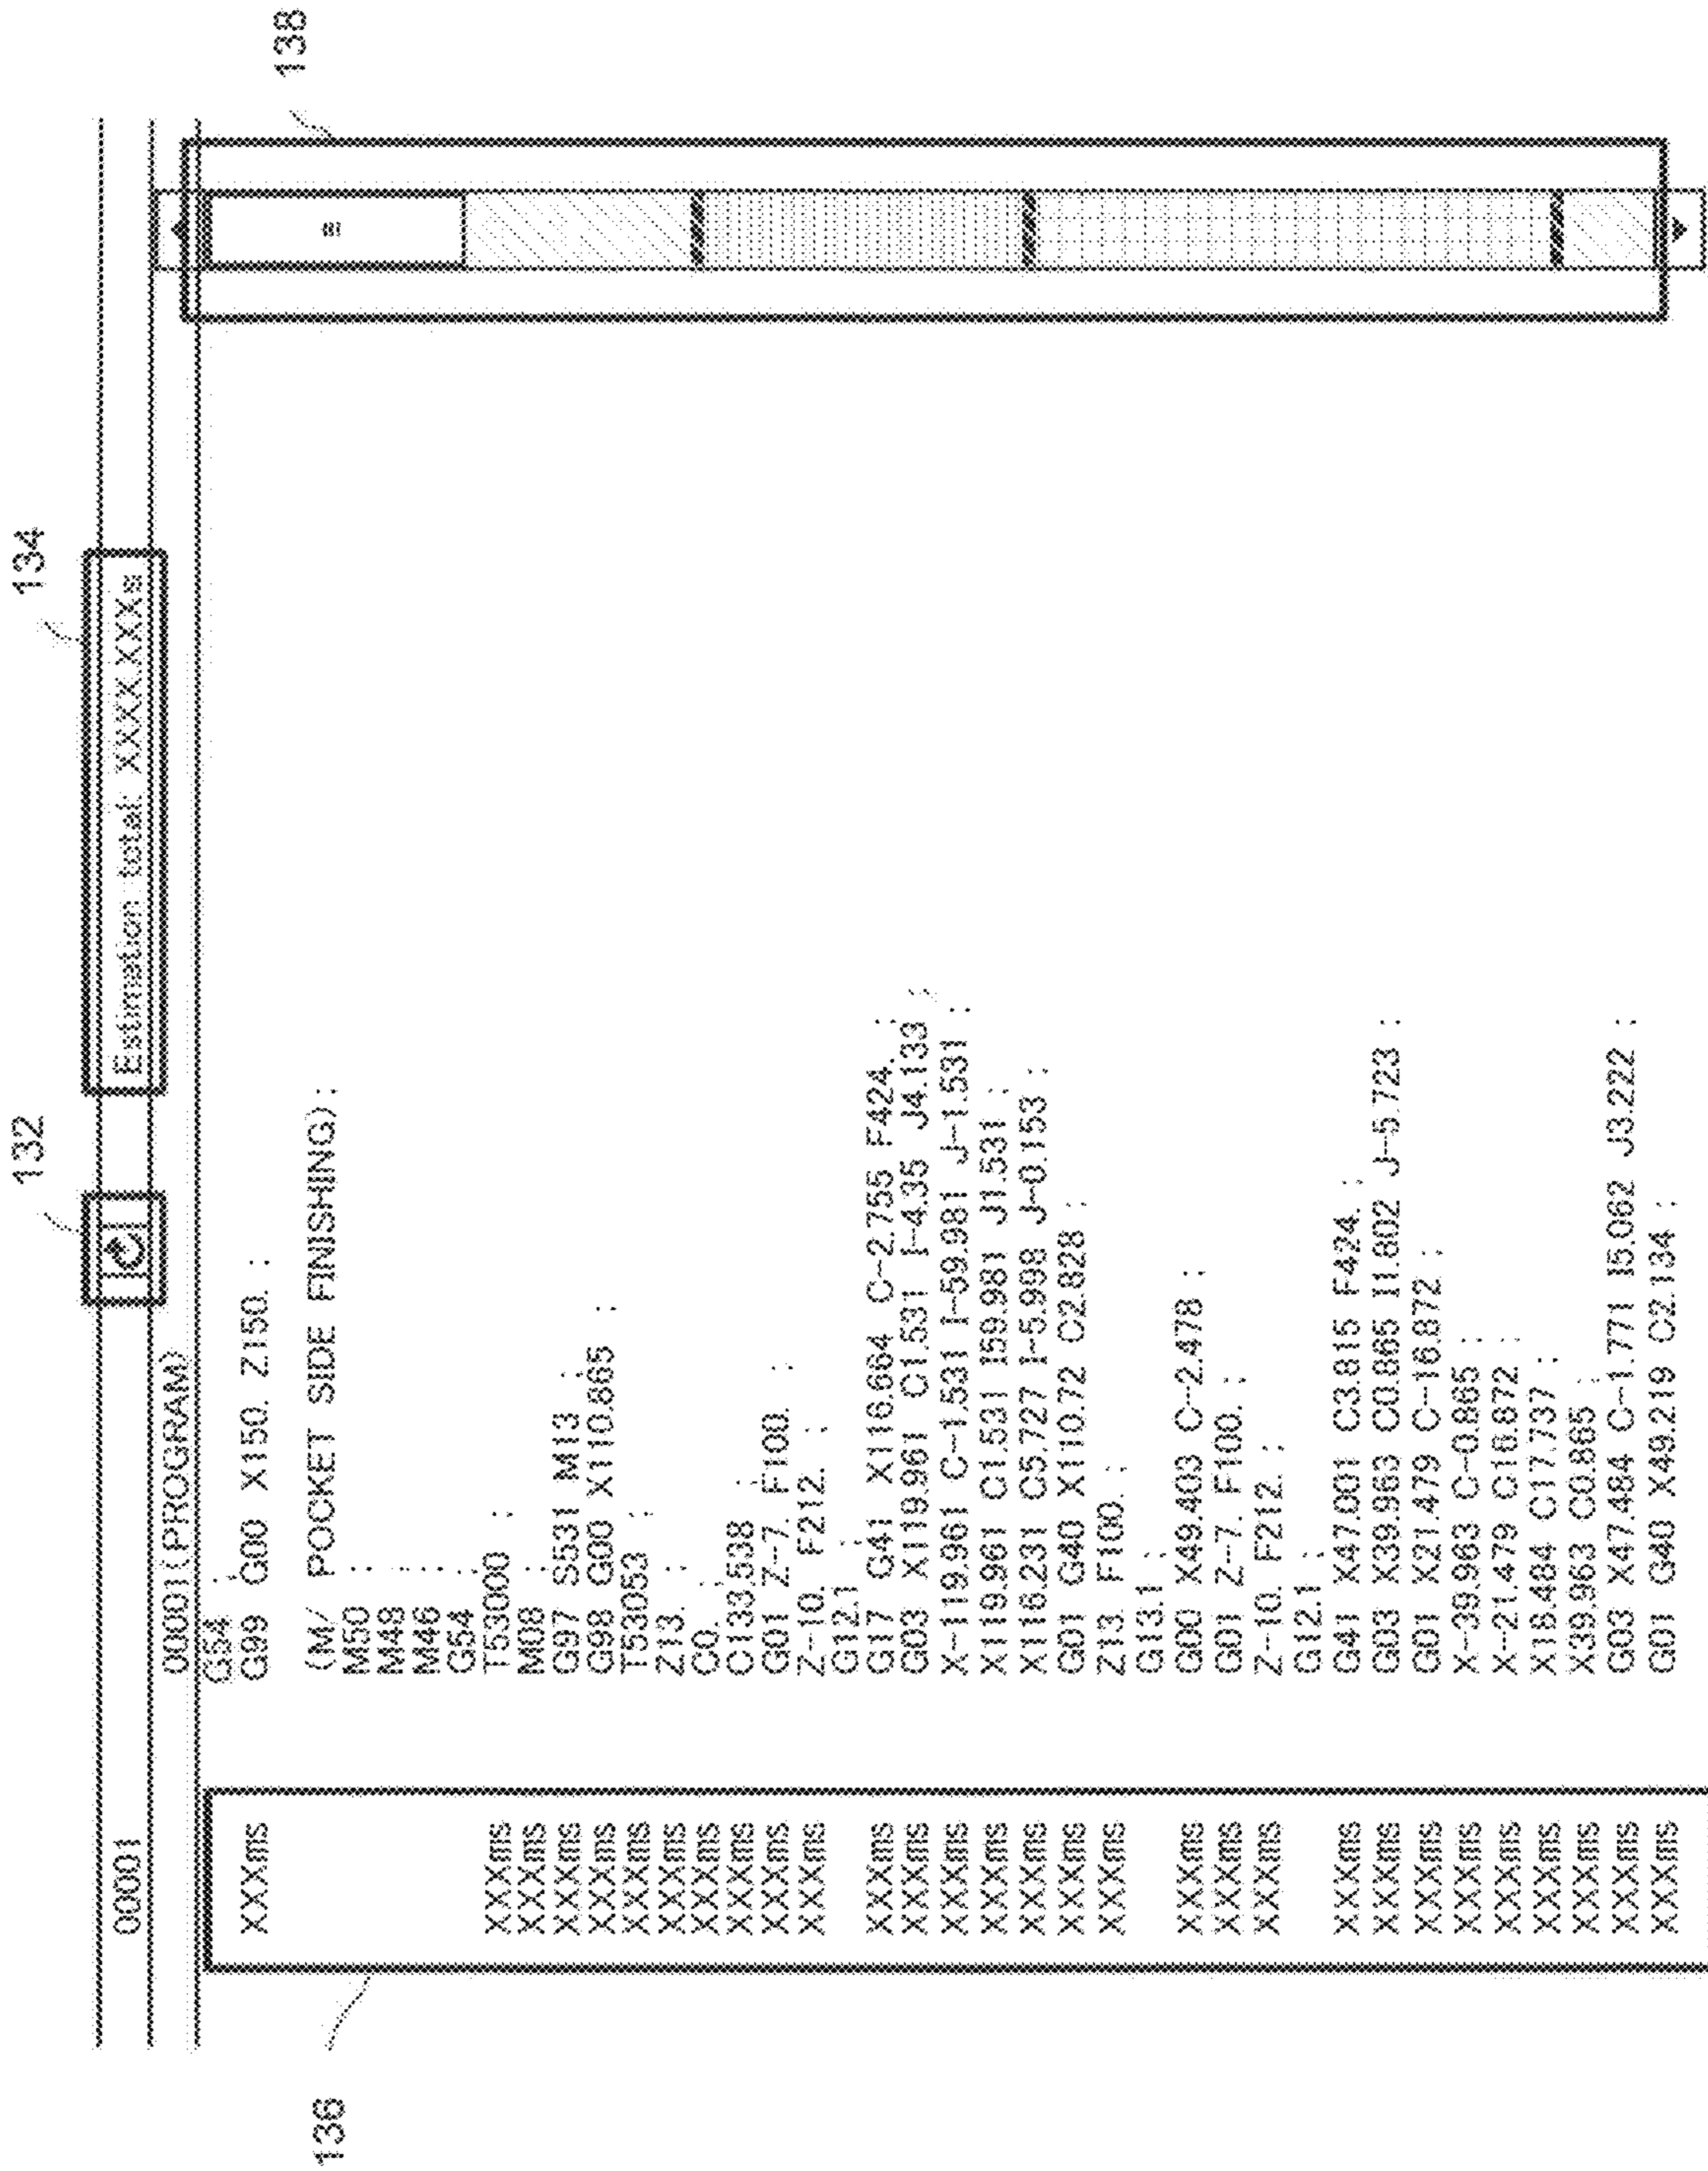 132
134
138
00001
Estimation total: XXXX.XXXs
00001(PROGRAM)
G54 ;
XXXms G99 G00 X150. Z150. ;
(M/ POCKET SIDE FINISHING);
M50 ;
M48 ;
M46 ;
G54 ;
XXXms T53000 ;
XXXms M08 ;
XXXms G97 S531 M13 ;
XXXms G98 G00 X110.865 ;
XXXms T53053 ;
XXXms Z13. ;
XXXms C0. ;
XXXms C133.538 ;
XXXms G01 Z-7. F100. ;
XXXms Z-10. F212. ;
G12.1 ;
XXXms G17 G41 X116.664 C-2.755 F424. ;
XXXms G03 X119.961 C1.531 I-4.35 J4.133 ;
XXXms X-119.961 C-1.531 I-59.981 J-1.531 ;
XXXms X119.961 C1.531 I59.981 J1.531 ;
XXXms X116.231 C5.727 I-5.998 J-0.153 ;
XXXms G01 G40 X110.72 C2.828 ;
XXXms Z13. F100. ;
G13.1 ;
XXXms G00 X49.403 C-2.478 ;
XXXms G01 Z-7. F100. ;
XXXms Z-10. F212. ;
G12.1 ;
XXXms G41 X47.001 C3.815 F424. ;
XXXms G03 X39.963 C0.865 I1.802 J-5.723 ;
XXXms G01 X21.479 C-16.872 ;
XXXms X-39.963 C-0.865 ;
XXXms X-21.479 C16.872 ;
XXXms X18.484 C17.737 ;
XXXms X39.963 C0.865 ;
XXXms G03 X47.484 C-1.771 I5.062 J3.222 ;
XXXms G01 G40 X49.219 C2.134 ;
136